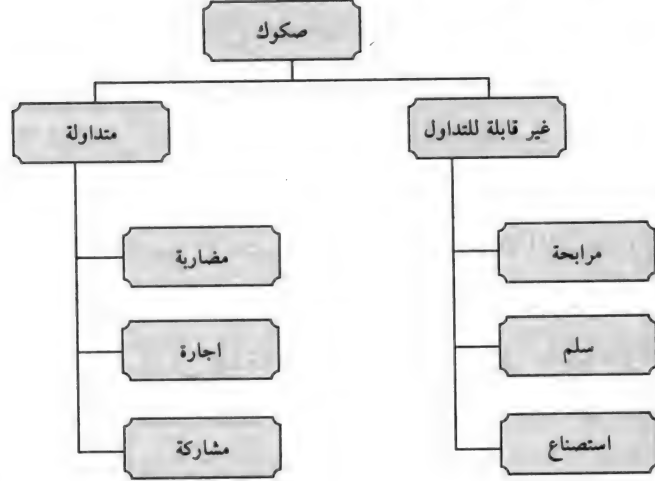 صكوك
غير قابلة للتداول
متداولة
مرابحة
سلم
استصناع
مضاربة
اجارة
مشاركة